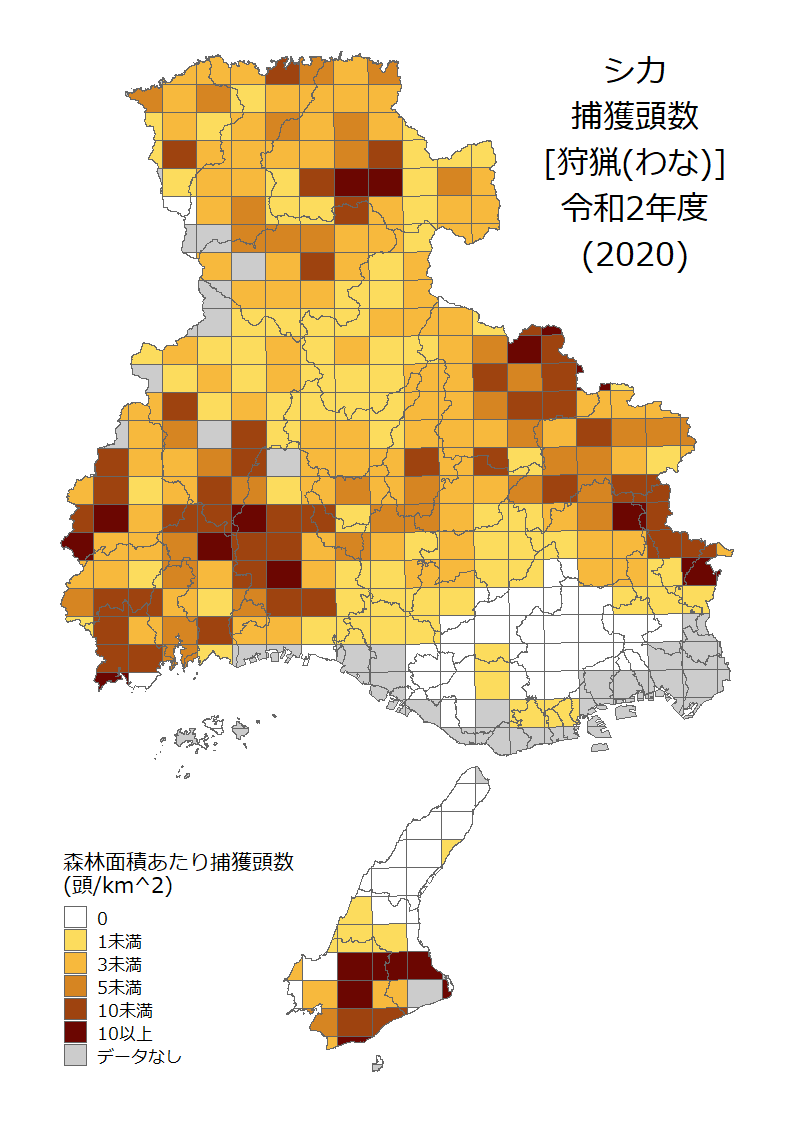 シカ
捕獲頭数
[狩猟(わな)]
令和2年度
(2020)
森林面積あたり捕獲頭数
(頭/km^2)
0
1未満
3未満
5未満
10未満
10以上
データなし